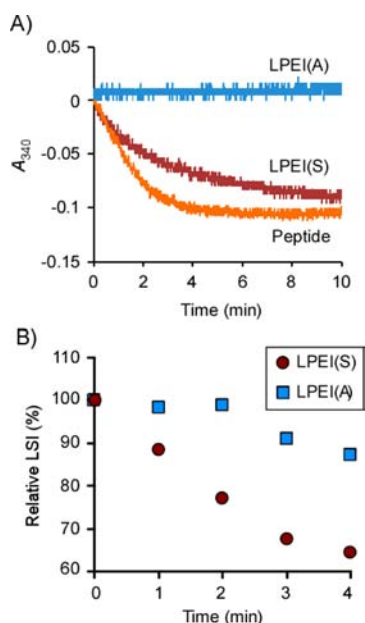 A)
0.05
0
-0.05
-0.1
-0.15
A340
LPEI(A)
LPEI(S)
Peptide
0 2 4 6 8 10
Time (min)
B)
110
100
90
80
70
60
Relative LSI (%)
LPEI(S)
LPEI(A)
0 1 2 3 4
Time (min)